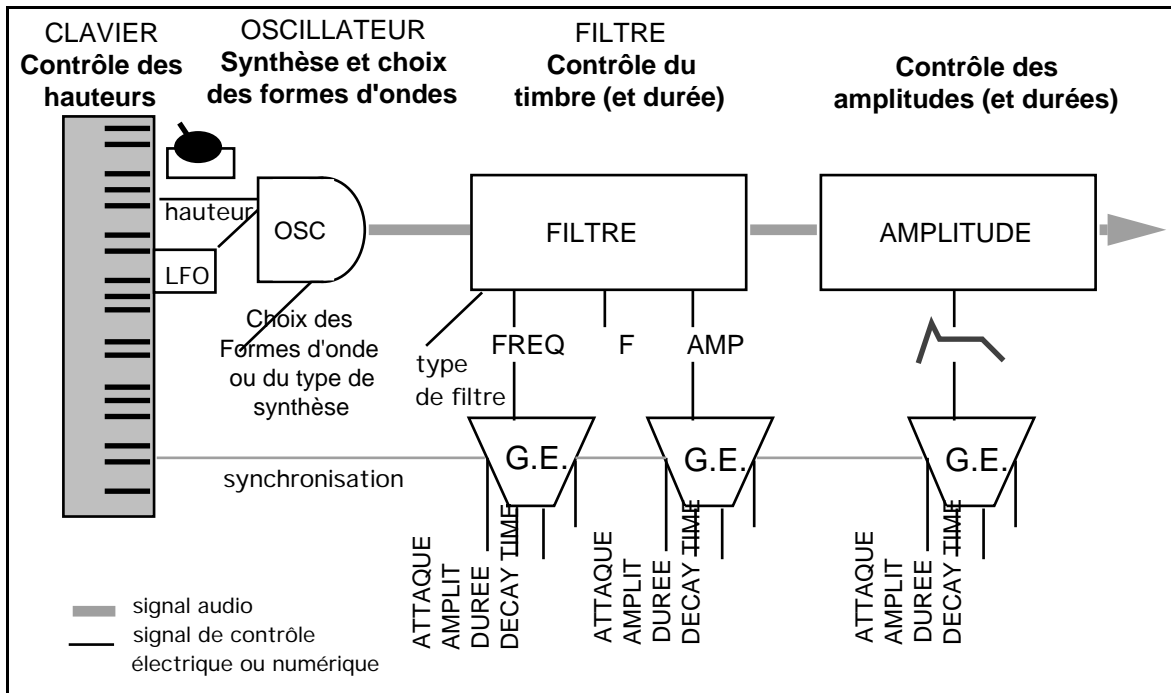 CLAVIER
Contrôle des
hauteurs
OSCILLATEUR
Synthèse et choix
des formes d'ondes
FILTRE
Contrôle du
timbre (et durée)
Contrôle des
amplitudes (et durées)
hauteur
LFO
OSC
FILTRE
AMPLITUDE
Choix des
Formes d'onde
ou du type de
synthèse
type
de filtre
FREQ
F
AMP
G.E.
G.E.
G.E.
synchronisation
ATTAQUE
AMPLIT
DUREE
DECAY TIME
ATTAQUE
AMPLIT
DUREE
DECAY TIME
ATTAQUE
AMPLIT
DUREE
DECAY TIME
signal audio
signal de contrôle
électrique ou numérique